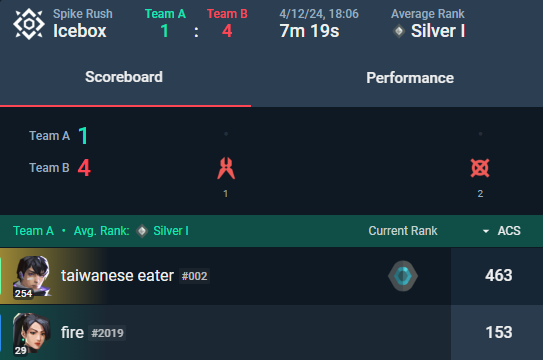 Spike Rush
Icebox
Team A
1
:
Team B
4
4/12/24, 18:06
7m 19s
Average Rank
Silver I
Scoreboard
Performance
Team A 1
Team B 4
1
2
Team A • Avg. Rank: Silver I
Current Rank
ACS
254
taiwanese eater #002
463
29
fire #2019
153